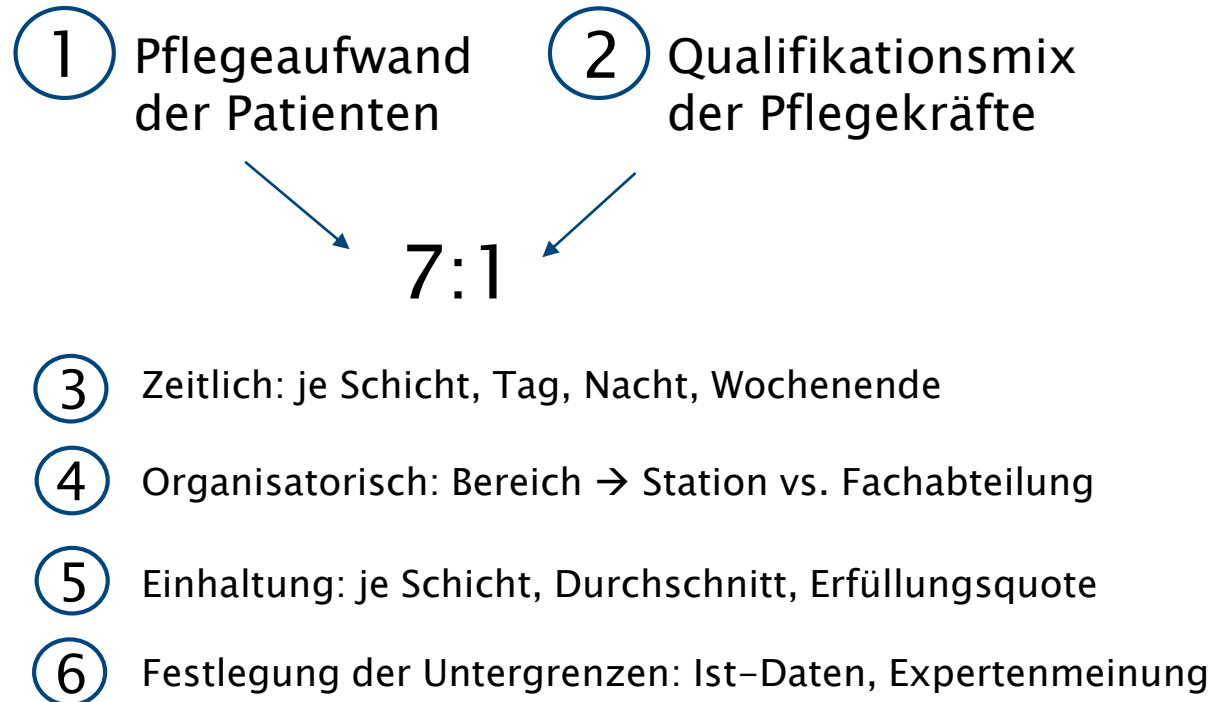 1 Pflegeaufwand
der Patienten
2 Qualifikationsmix
der Pflegekräfte
7:1
3 Zeitlich: je Schicht, Tag, Nacht, Wochenende
4 Organisatorisch: Bereich → Station vs. Fachabteilung
5 Einhaltung: je Schicht, Durchschnitt, Erfüllungsquote
6 Festlegung der Untergrenzen: Ist-Daten, Expertenmeinung